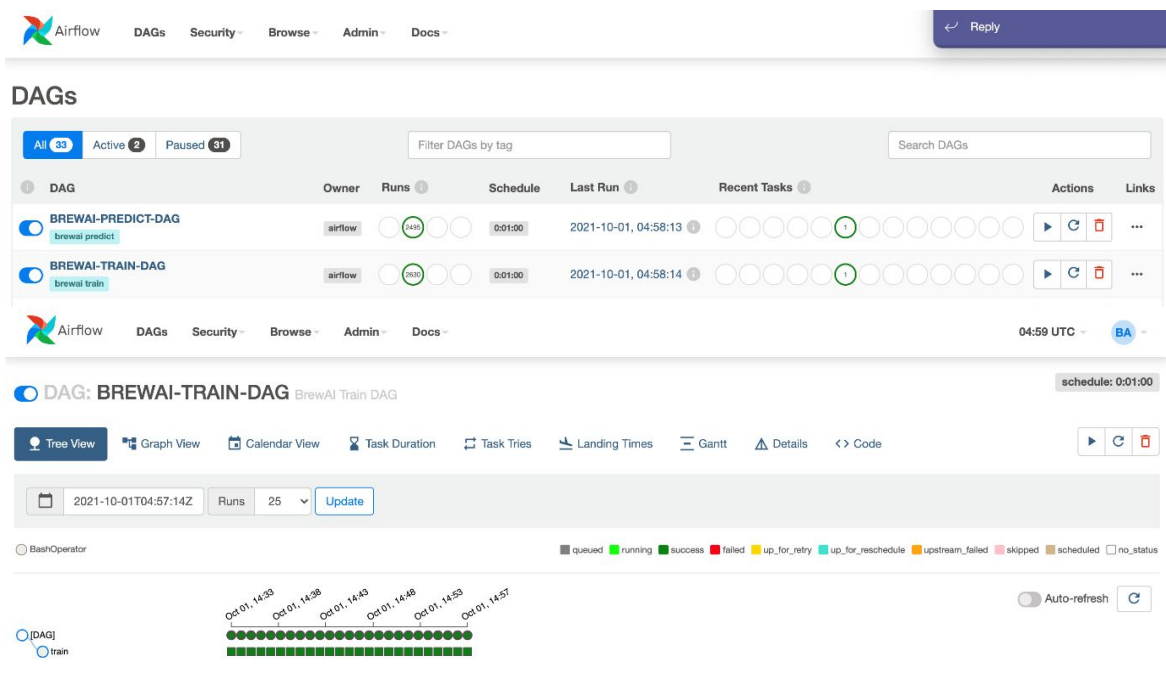 Airflow DAGs Security Browse Admin Docs
Reply
DAGs
All 33 Active 2 Paused 31 Filter DAGs by tag Search DAGs
DAG Owner Runs Schedule Last Run Recent Tasks Actions Links
BREWAI-PREDICT-DAG
brewai predict
airflow 2495 0:01:00 2021-10-01, 04:58:13 1
BREWAI-TRAIN-DAG
brewai train
airflow 2630 0:01:00 2021-10-01, 04:58:14 1
Airflow DAGs Security Browse Admin Docs 04:59 UTC BA
DAG: BREWAI-TRAIN-DAG BrewAI Train DAG schedule: 0:01:00
Tree View Graph View Calendar View Task Duration Task Tries Landing Times Gantt Details <> Code
2021-10-01T04:57:14Z Runs 25 Update
BashOperator queued running success failed up_for_retry up_for_reschedule upstream_failed skipped scheduled no_status
Oct 01, 14:33 Oct 01, 14:38 Oct 01, 14:43 Oct 01, 14:48 Oct 01, 14:53 Oct 01, 14:57
Auto-refresh
[DAG]
train